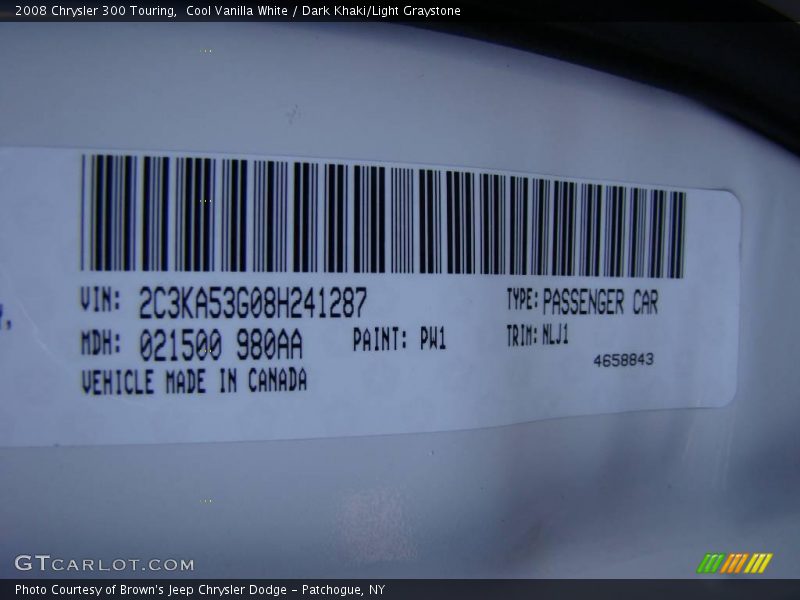 2008 Chrysler 300 Touring,  Cool Vanilla White / Dark Khaki/Light Graystone
VIN: 2C3KA53G08H241287 TYPE: PASSENGER CAR
MDH: 021500 980AA PAINT: PW1 TRIM: NLJ1
VEHICLE MADE IN CANADA 4658843
GTCARLOT.COM
Photo Courtesy of Brown's Jeep Chrysler Dodge - Patchogue, NY